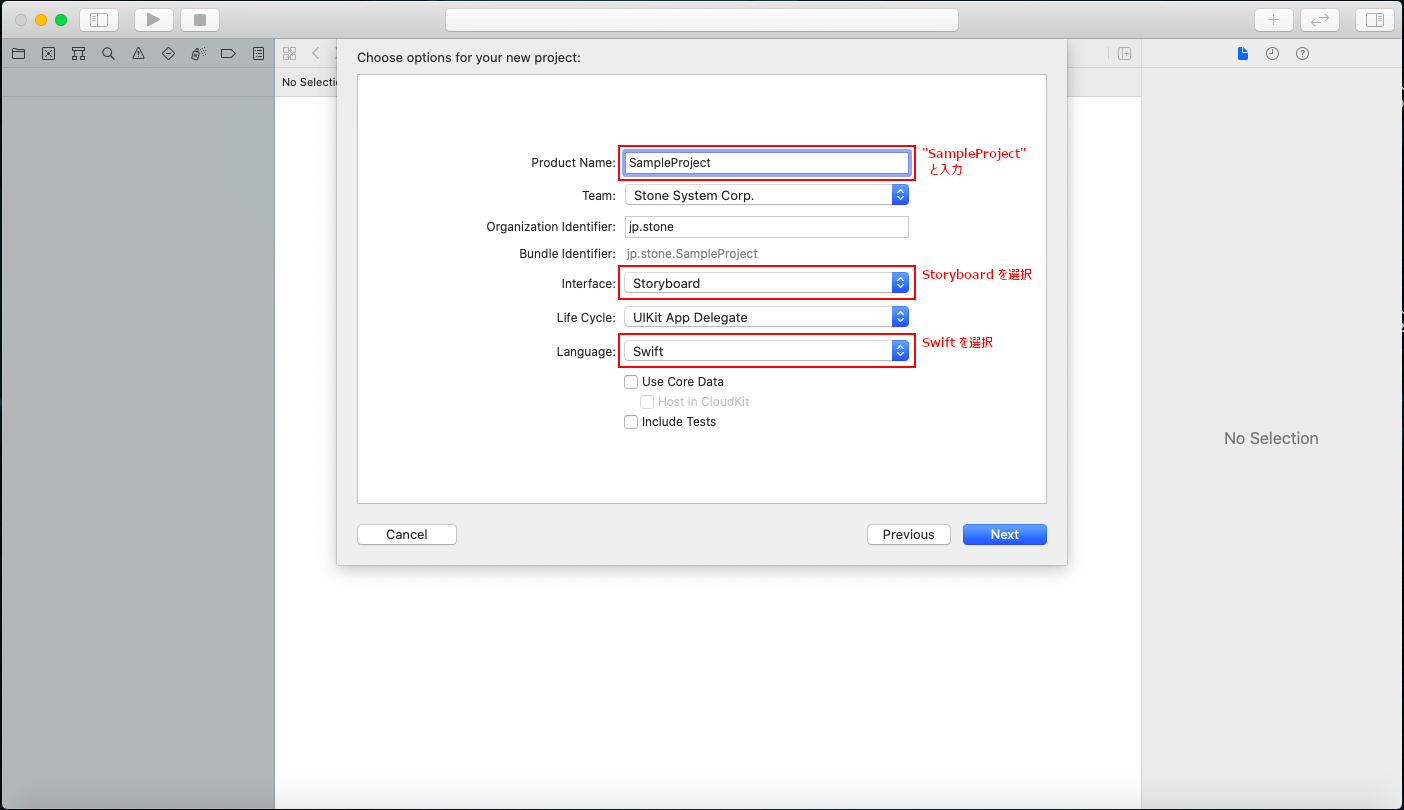 Choose options for your new project:
No Selectio
Product Name: SampleProject
"SampleProject"
と入力
Team: Stone System Corp.
Organization Identifier: jp.stone
Bundle Identifier: jp.stone.SampleProject
Interface: Storyboard
Storyboard を選択
Life Cycle: UIKit App Delegate
Language: Swift
Swift を選択
Use Core Data
Host in CloudKit
Include Tests
No Selection
Cancel
Previous
Next